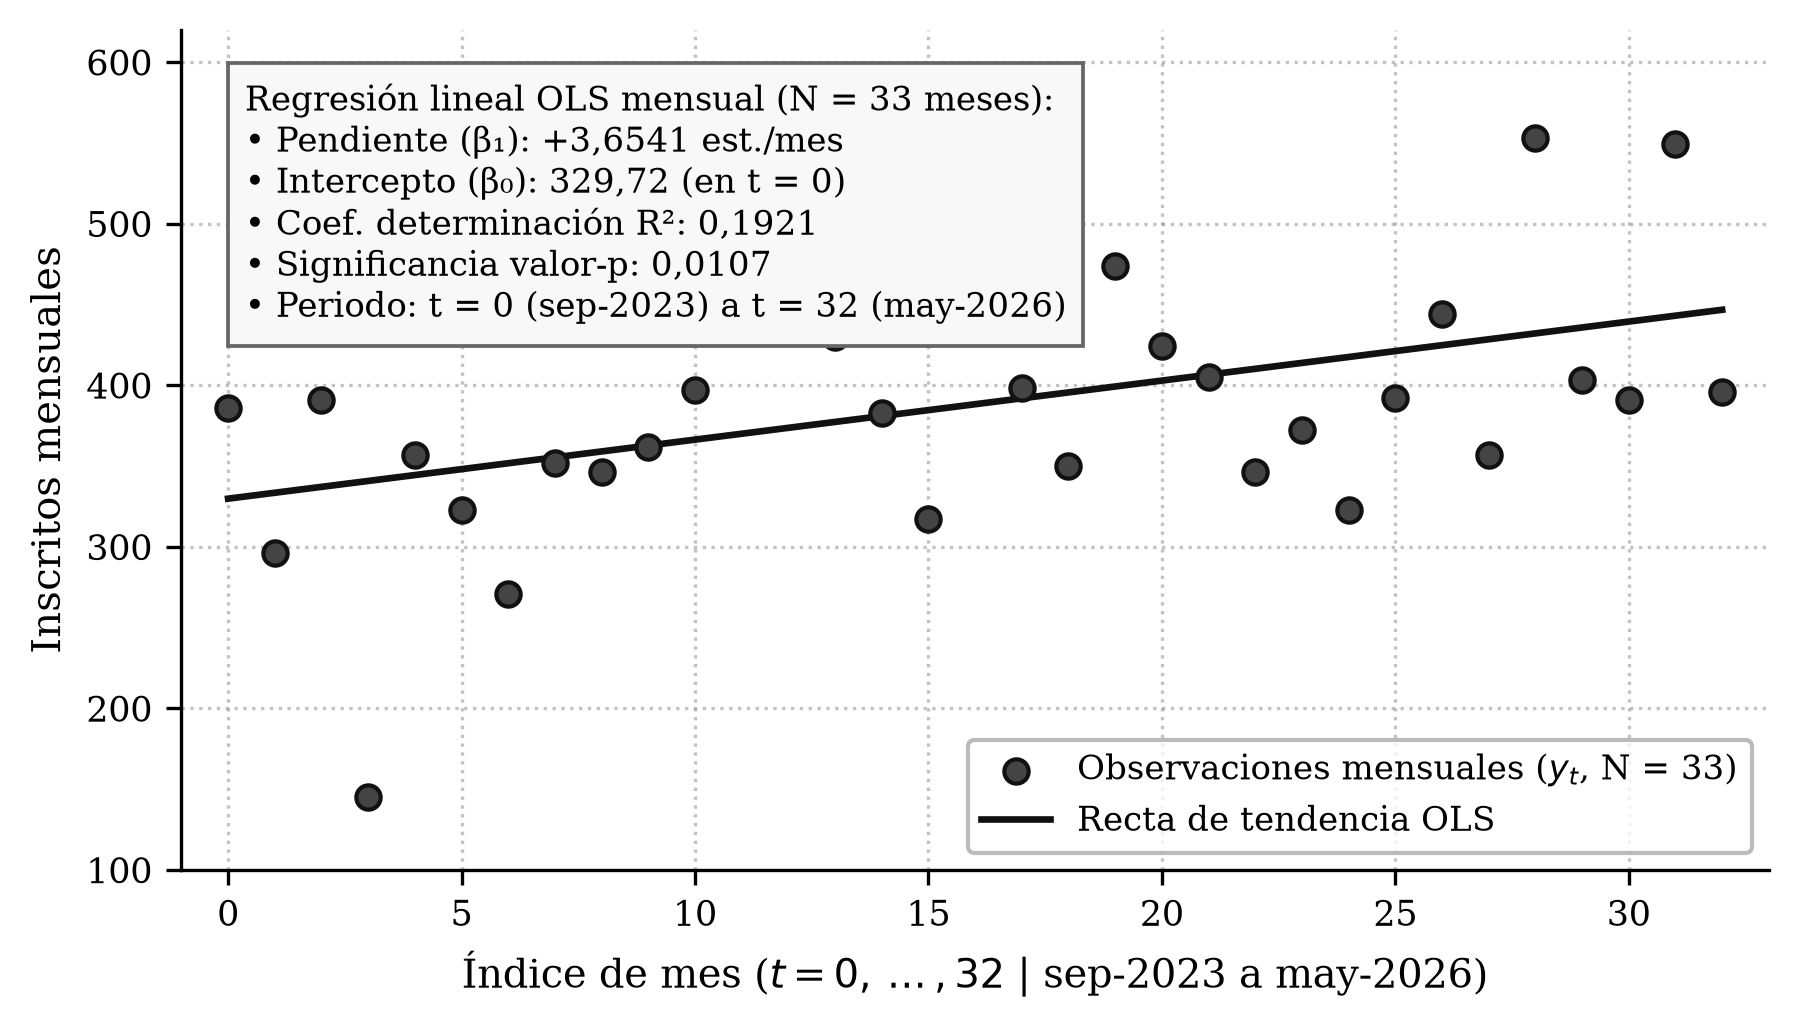 600
500
400
300
200
100
Inscritos mensuales
Regresión lineal OLS mensual (N = 33 meses):
• Pendiente (β₁): +3,6541 est./mes
• Intercepto (β₀): 329,72 (en t = 0)
• Coef. determinación R²: 0,1921
• Significancia valor-p: 0,0107
• Periodo: t = 0 (sep-2023) a t = 32 (may-2026)
Observaciones mensuales (yₜ, N = 33)
Recta de tendencia OLS
0 5 10 15 20 25 30
Índice de mes (t = 0, ... , 32 | sep-2023 a may-2026)